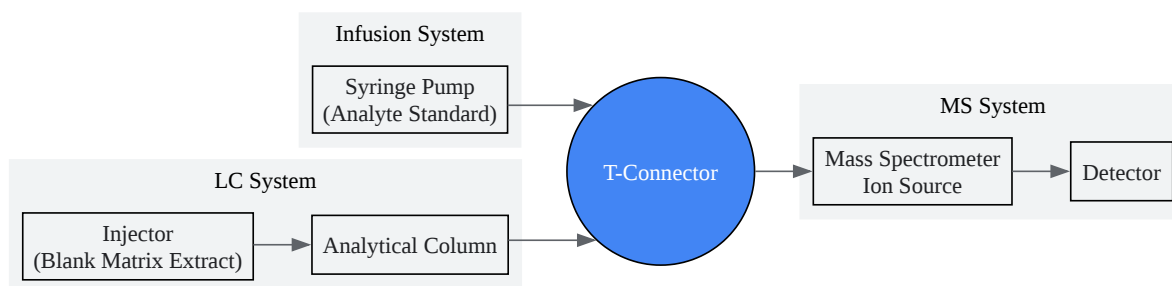 Infusion System
Syringe Pump
(Analyte Standard)
LC System
Injector
(Blank Matrix Extract)
Analytical Column
T-Connector
MS System
Mass Spectrometer
Ion Source
Detector